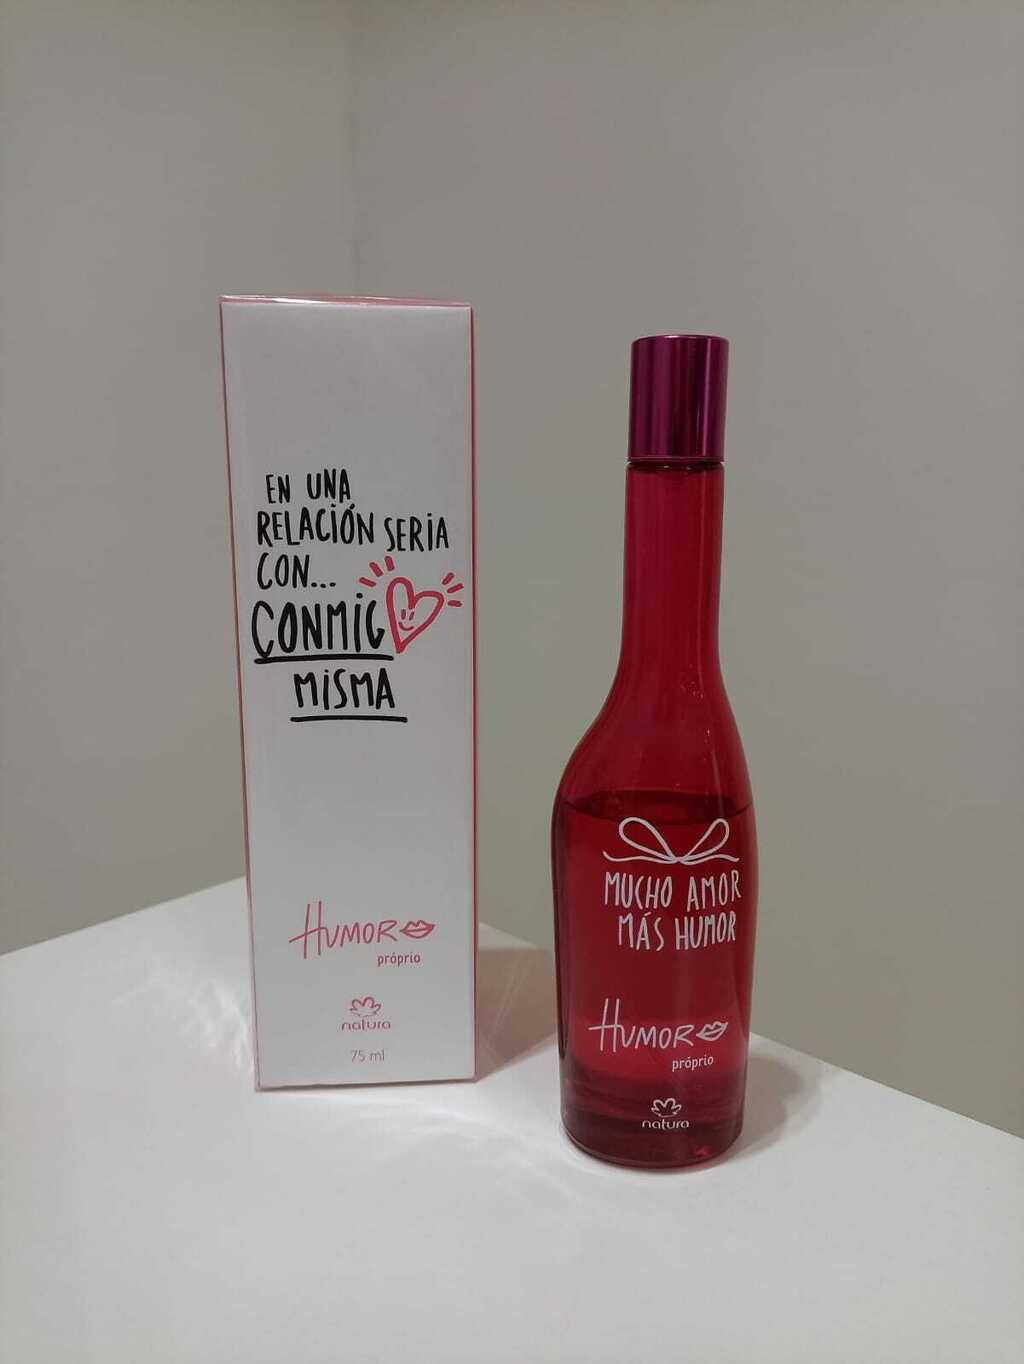 EN UNA
RELACIÓN SERIA
CON...
CONMIG
MISMA
HUMOR
próprio
natura
75 ml
MUCHO AMOR
MÁS HUMOR
HUMOR
próprio
natura